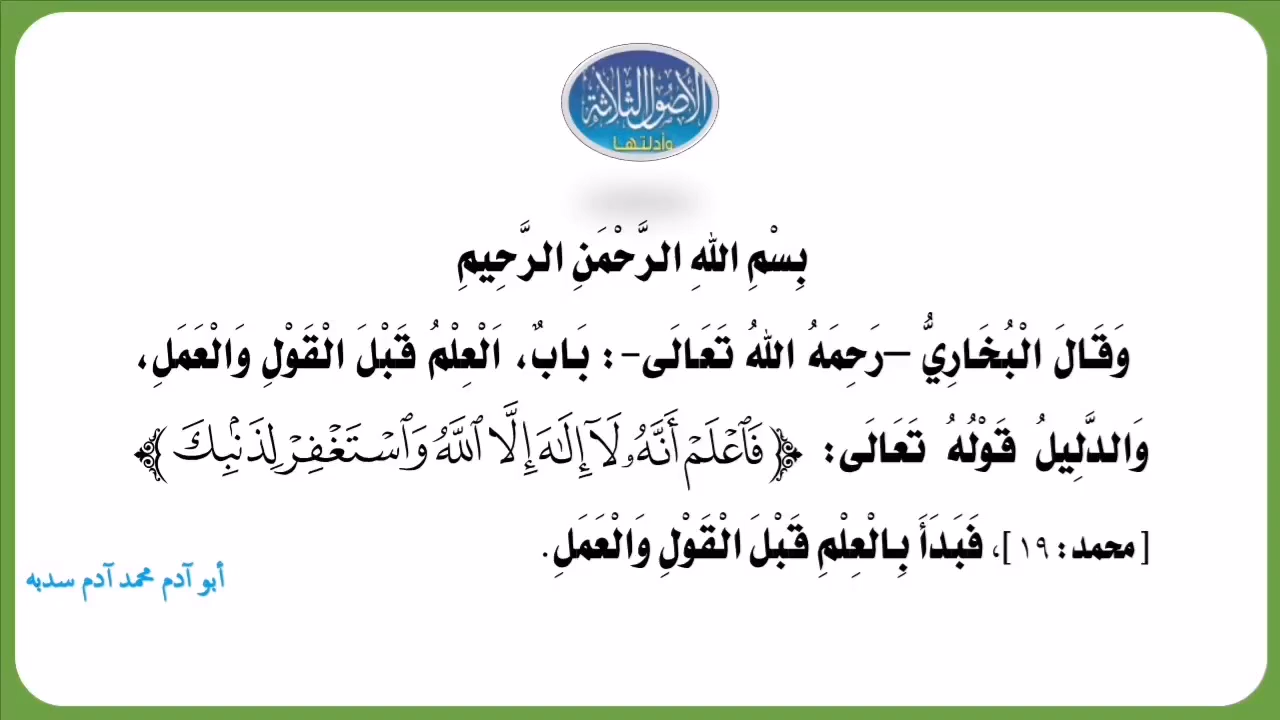 الأصول الثلاثة
وأدلتها
بِسْمِ اللهِ الرَّحْمَنِ الرَّحِيمِ
وَقَالَ الْبُخَارِيُّ –رَحِمَهُ اللهُ تَعَالَى-: بَابٌ، اَلْعِلْمُ قَبْلَ الْقَوْلِ وَالْعَمَلِ،
وَالدَّلِيلُ قَوْلُهُ تَعَالَى: ﴿فَٱعْلَمْ أَنَّهُۥ لَآ إِلَٰهَ إِلَّا ٱللَّهُ وَٱسْتَغْفِرْ لِذَنۢبِكَ﴾
[محمد: ١٩]، فَبَدَأَ بِالْعِلْمِ قَبْلَ الْقَوْلِ وَالْعَمَلِ.
أبو آدم محمد آدم سدبه